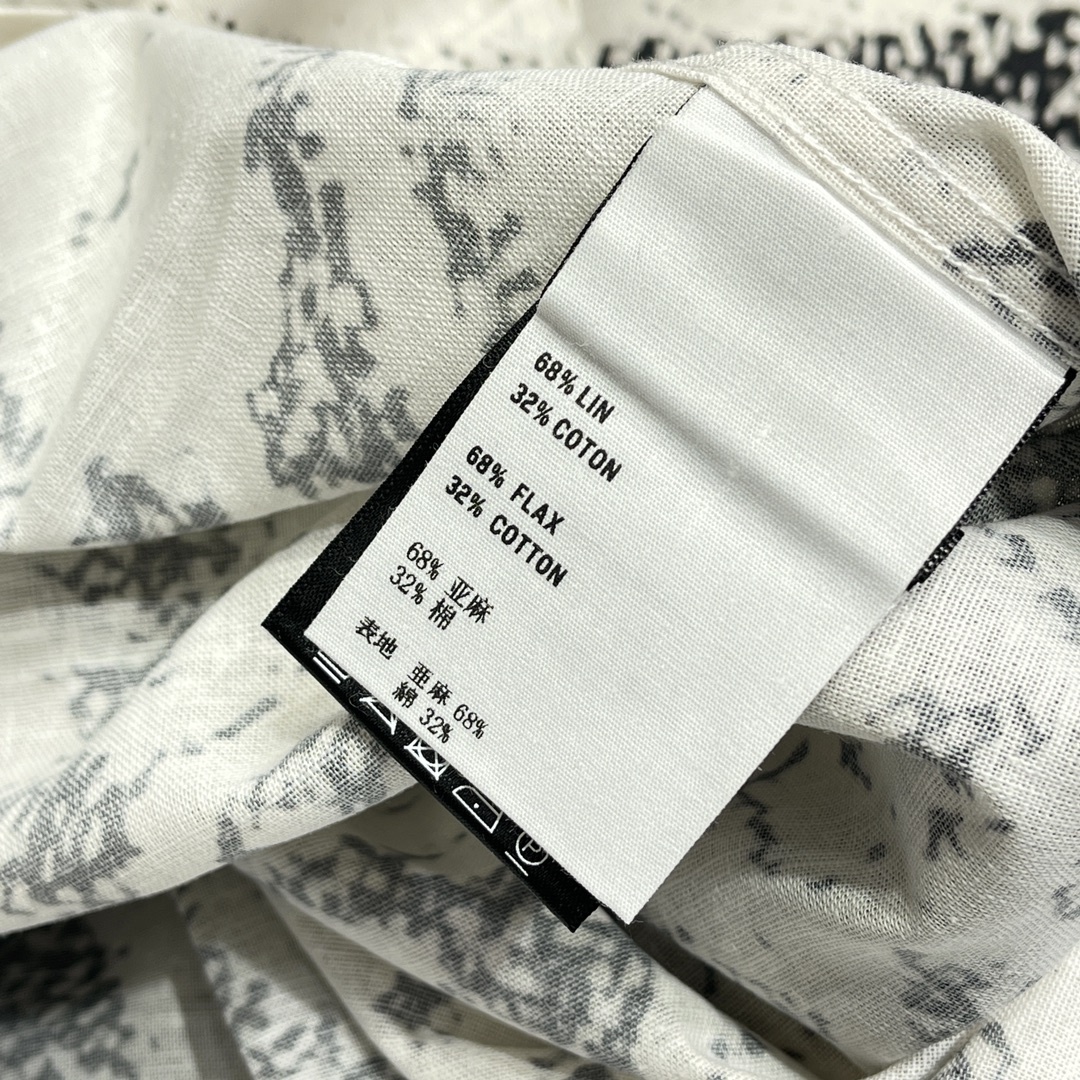 68% LIN
32% COTON
68% FLAX
32% COTTON
68% 亚麻
32% 棉
表地 亜麻 68%
綿 32%
P